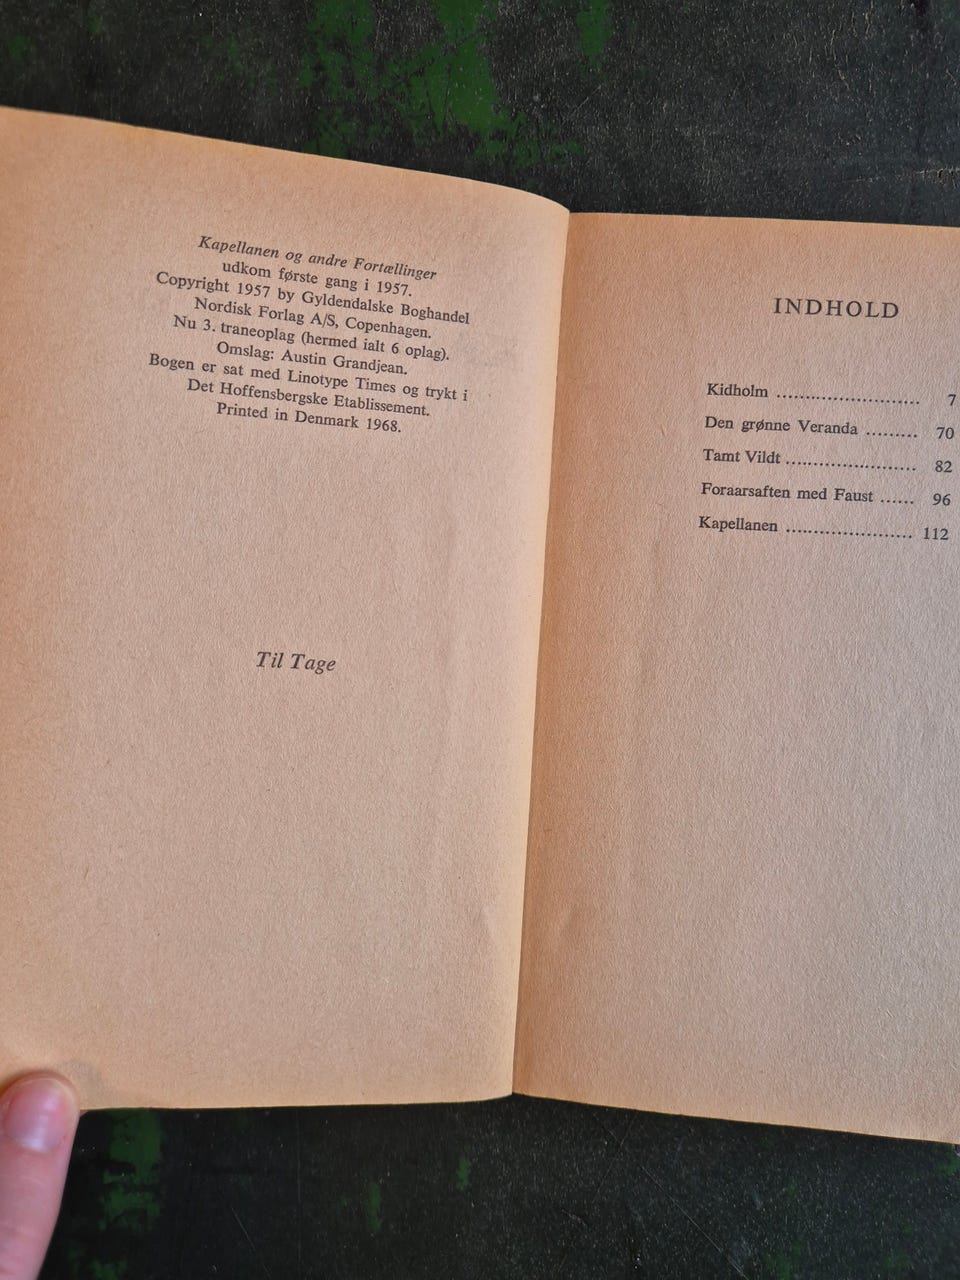 Kapellanen og andre Fortællinger
udkom første gang i 1957.
Copyright 1957 by Gyldendalske Boghandel
Nordisk Forlag A/S, Copenhagen.
Nu 3. traneoplag (hermed ialt 6 oplag).
Omslag: Austin Grandjean.
Bogen er sat med Linotype Times og trykt i
Det Hoffensbergske Etablissement.
Printed in Denmark 1968.
Til Tage
INDHOLD
Kidholm ........................ 7
Den grønne Veranda ......... 70
Tamt Vildt ...................... 82
Foraarsaften med Faust ...... 96
Kapellanen ..................... 112